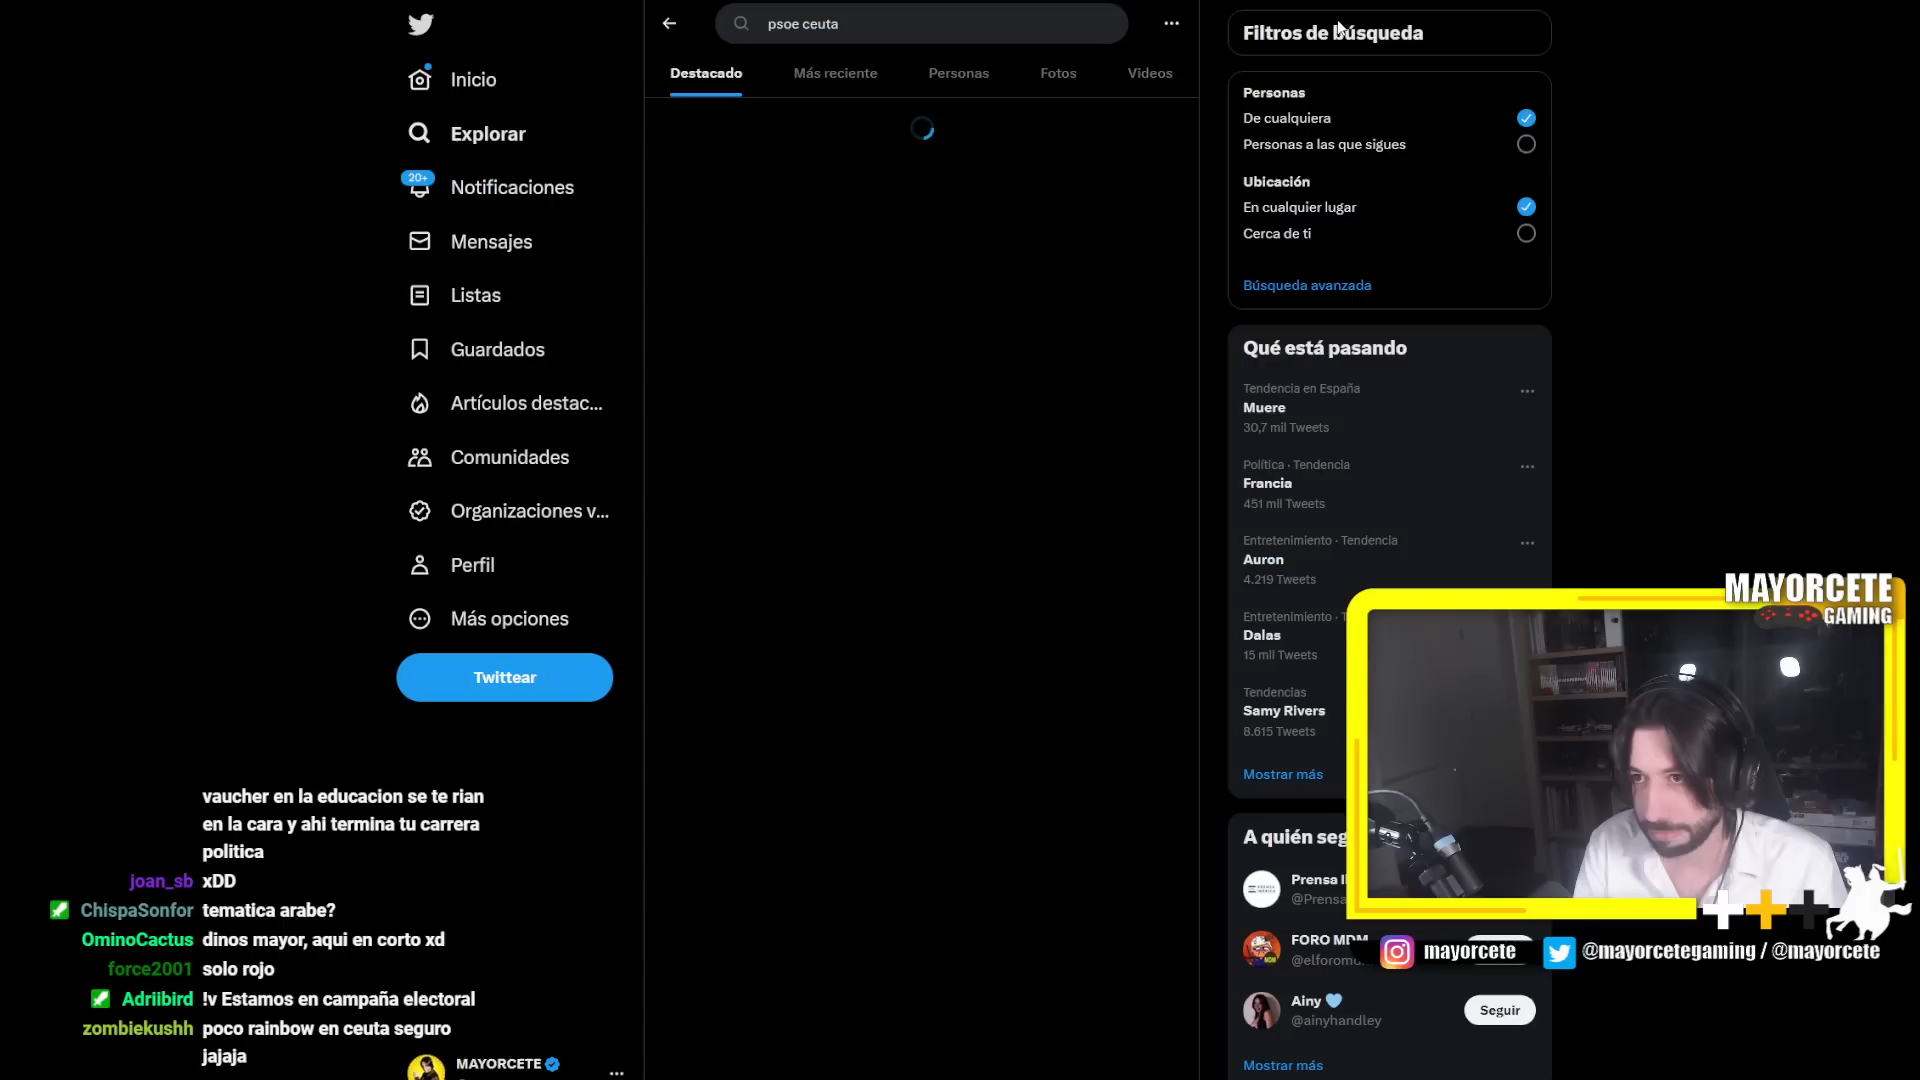 Inicio
Explorar
20+
Notificaciones
Mensajes
Listas
Guardados
Artículos destac...
Comunidades
Organizaciones v...
Perfil
Más opciones
Twittear
vaucher en la educacion se te rian
en la cara y ahi termina tu carrera
politica
joan_sb xDD
ChispaSonfor tematica arabe?
OminoCactus dinos mayor, aqui en corto xd
force2001 solo rojo
Adriibird !v Estamos en campaña electoral
zombiekushh poco rainbow en ceuta seguro
jajaja
MAYORCETE
psoe ceuta
Destacado Más reciente Personas Fotos Videos
Filtros de búsqueda
Personas
De cualquiera
Personas a las que sigues
Ubicación
En cualquier lugar
Cerca de ti
Búsqueda avanzada
Qué está pasando
Tendencia en España
Muere
30,7 mil Tweets
Política · Tendencia
Francia
451 mil Tweets
Entretenimiento · Tendencia
Auron
4.219 Tweets
Entretenimiento · T
Dalas
15 mil Tweets
Tendencias
Samy Rivers
8.615 Tweets
Mostrar más
A quién seg
Prensa I
@Prensa
FORO MDM
@elforom
Ainy
@ainyhandley
Seguir
Mostrar más
MAYORCETE
GAMING
mayorcete
@mayorcetegaming / @mayorcete